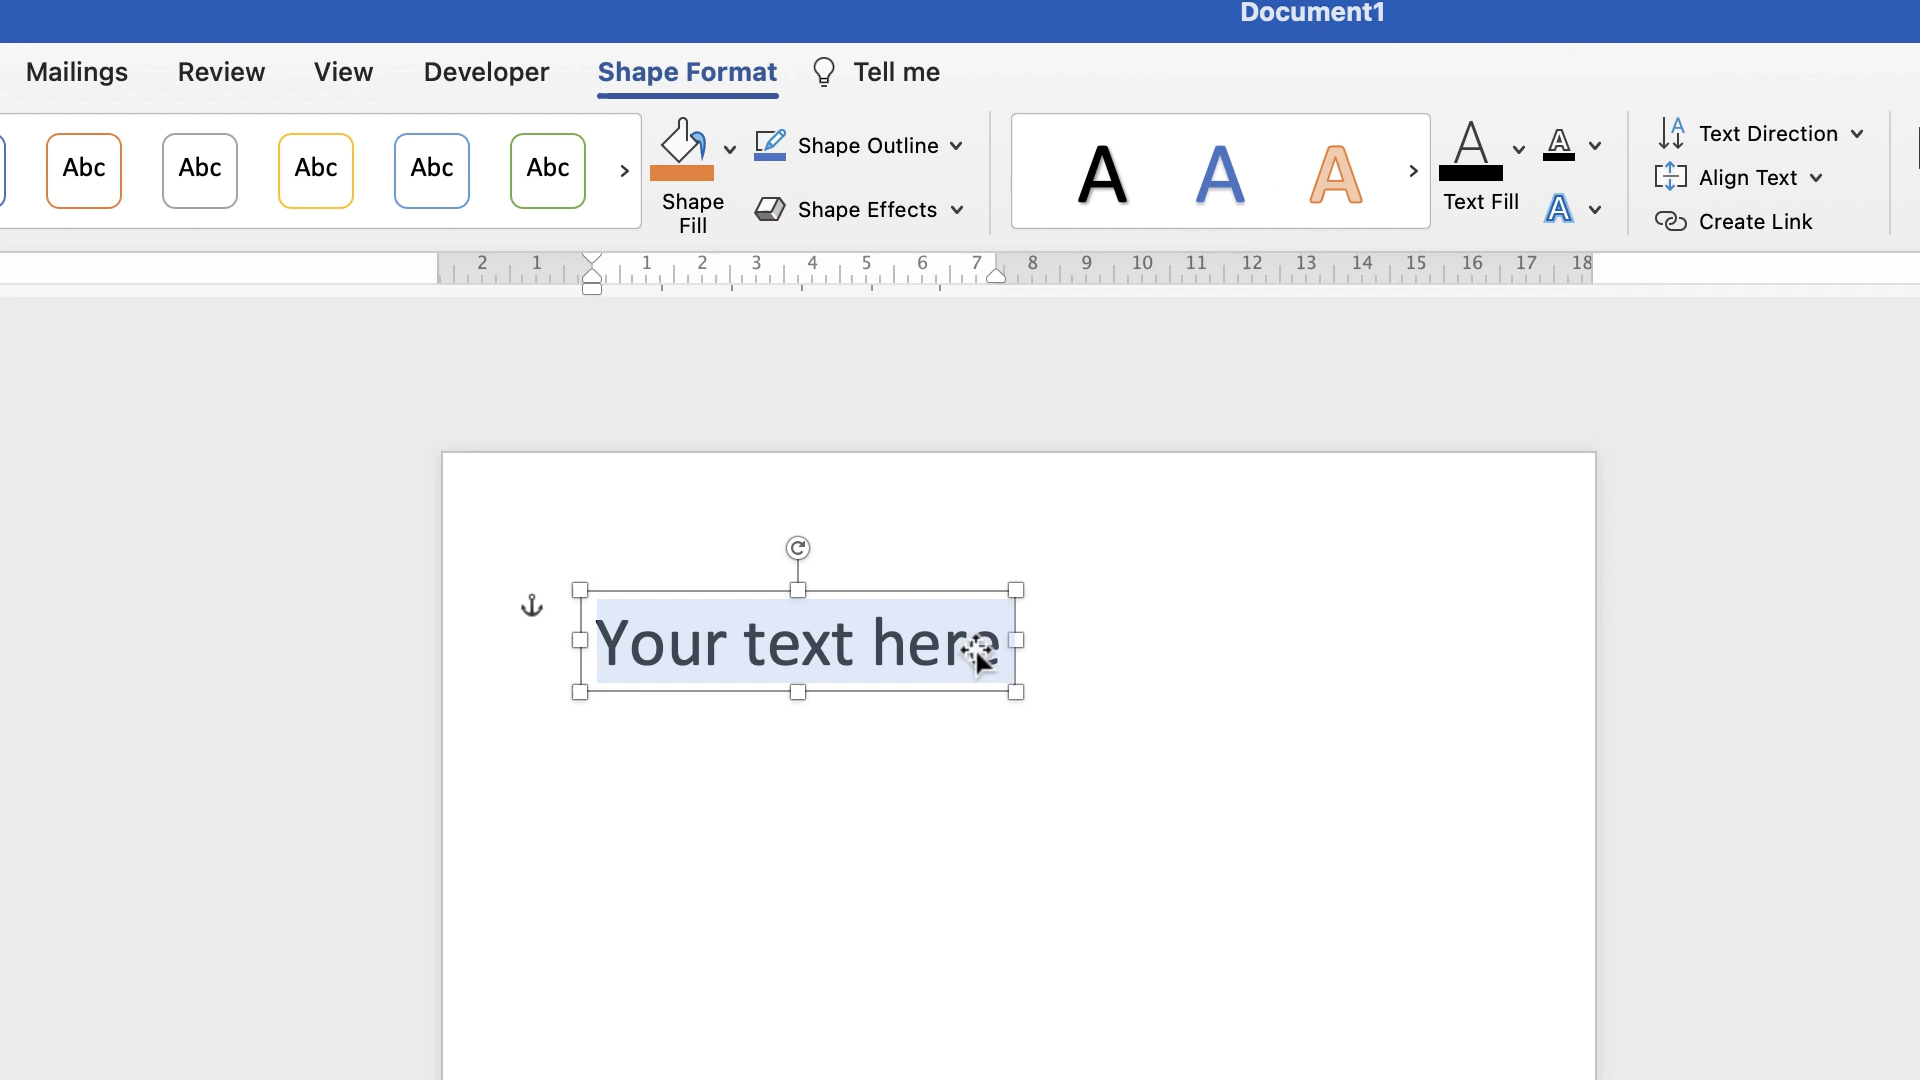 Document1
Mailings Review View Developer Shape Format Tell me
Abc Abc Abc Abc Abc
Shape Fill
Shape Outline
Shape Effects
A A A
A
Text Fill
A
A
Text Direction
Align Text
Create Link
2 1 1 2 3 4 5 6 7 8 9 10 11 12 13 14 15 16 17 18
Your text here